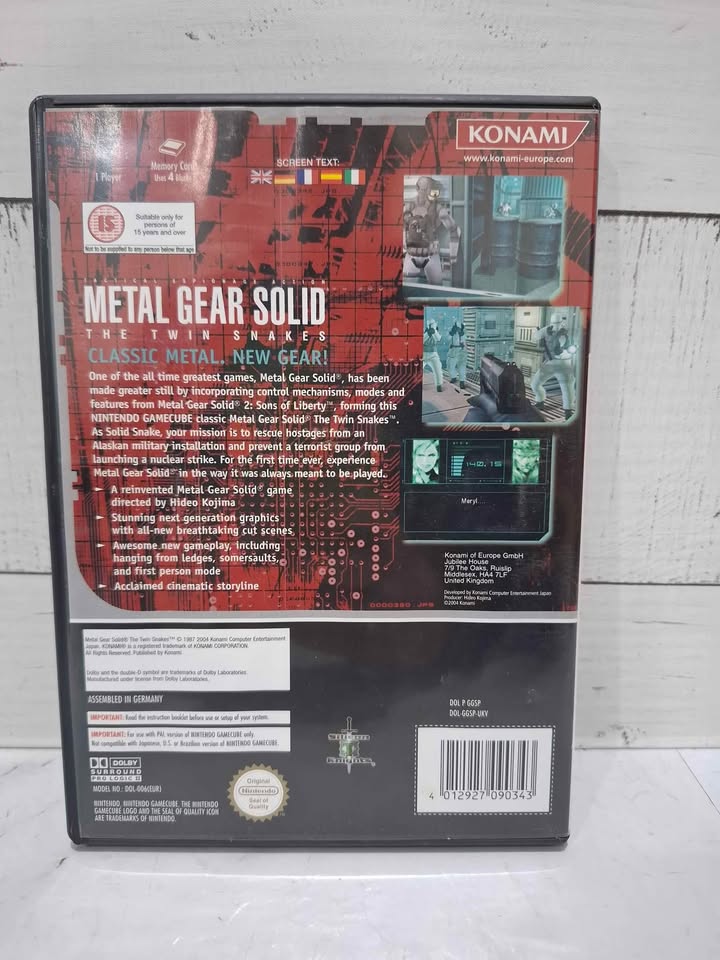 KONAMI
www.konami-europe.com
SCREEN TEXT:
1 Player
Memory Card
Uses 4 Blocks
15
Suitable only for
persons of
15 years and over
Not to be supplied to any person below that age
TACTICAL ESPIONAGE ACTION
METAL GEAR SOLID
THE TWIN SNAKES
CLASSIC METAL. NEW GEAR!
One of the all time greatest games, Metal Gear Solid®, has been
made greater still by incorporating control mechanisms, modes and
features from Metal Gear Solid® 2: Sons of Liberty™, forming this
NINTENDO GAMECUBE classic Metal Gear Solid® The Twin Snakes™.
As Solid Snake, your mission is to rescue hostages from an
Alaskan military installation and prevent a terrorist group from
launching a nuclear strike. For the first time ever, experience
Metal Gear Solid® in the way it was always meant to be played.
A reinvented Metal Gear Solid® game
directed by Hideo Kojima
► Stunning next generation graphics
with all-new breathtaking cut scenes
► Awesome new gameplay, including
hanging from ledges, somersaults,
and first person mode
► Acclaimed cinematic storyline
140.15
Meryl....
Konami of Europe GmbH
Jubilee House
7/9 The Oaks, Ruislip
Middlesex, HA4 7LF
United Kingdom
Developed by Konami Computer Entertainment Japan
Producer: Hideo Kojima
©2004 Konami
0000390 JPS
Metal Gear Solid® The Twin Snakes™ © 1987 2004 Konami Computer Entertainment
Japan. KONAMI® is a registered trademark of KONAMI CORPORATION.
All Rights Reserved. Published by Konami.
Dolby and the double-D symbol are trademarks of Dolby Laboratories.
Manufactured under license from Dolby Laboratories.
ASSEMBLED IN GERMANY
IMPORTANT: Read the instruction booklet before use or setup of your system.
IMPORTANT: For use with PAL version of NINTENDO GAMECUBE only.
Not compatible with Japanese, U.S. or Brazilian version of NINTENDO GAMECUBE.
DOLBY
SURROUND
PRO LOGIC II
MODEL NO: DOL-006(EUR)
NINTENDO, NINTENDO GAMECUBE, THE NINTENDO
GAMECUBE LOGO AND THE SEAL OF QUALITY ICON
ARE TRADEMARKS OF NINTENDO.
Original
Nintendo
Seal of
Quality
Silicon
Knights
DOL P GGSP
DOL-GGSP-UKV
4 012927 090343